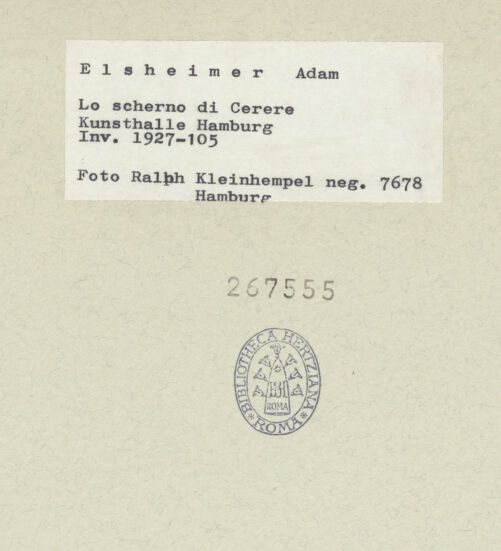 E l s h e i m e r   Adam
Lo scherno di Cerere
Kunsthalle Hamburg
Inv. 1927-105
Foto Ralph Kleinhempel neg. 7678
Hamburg
267555
BIBLIOTHECA HERTZIANA
ROMA
* ROMA *